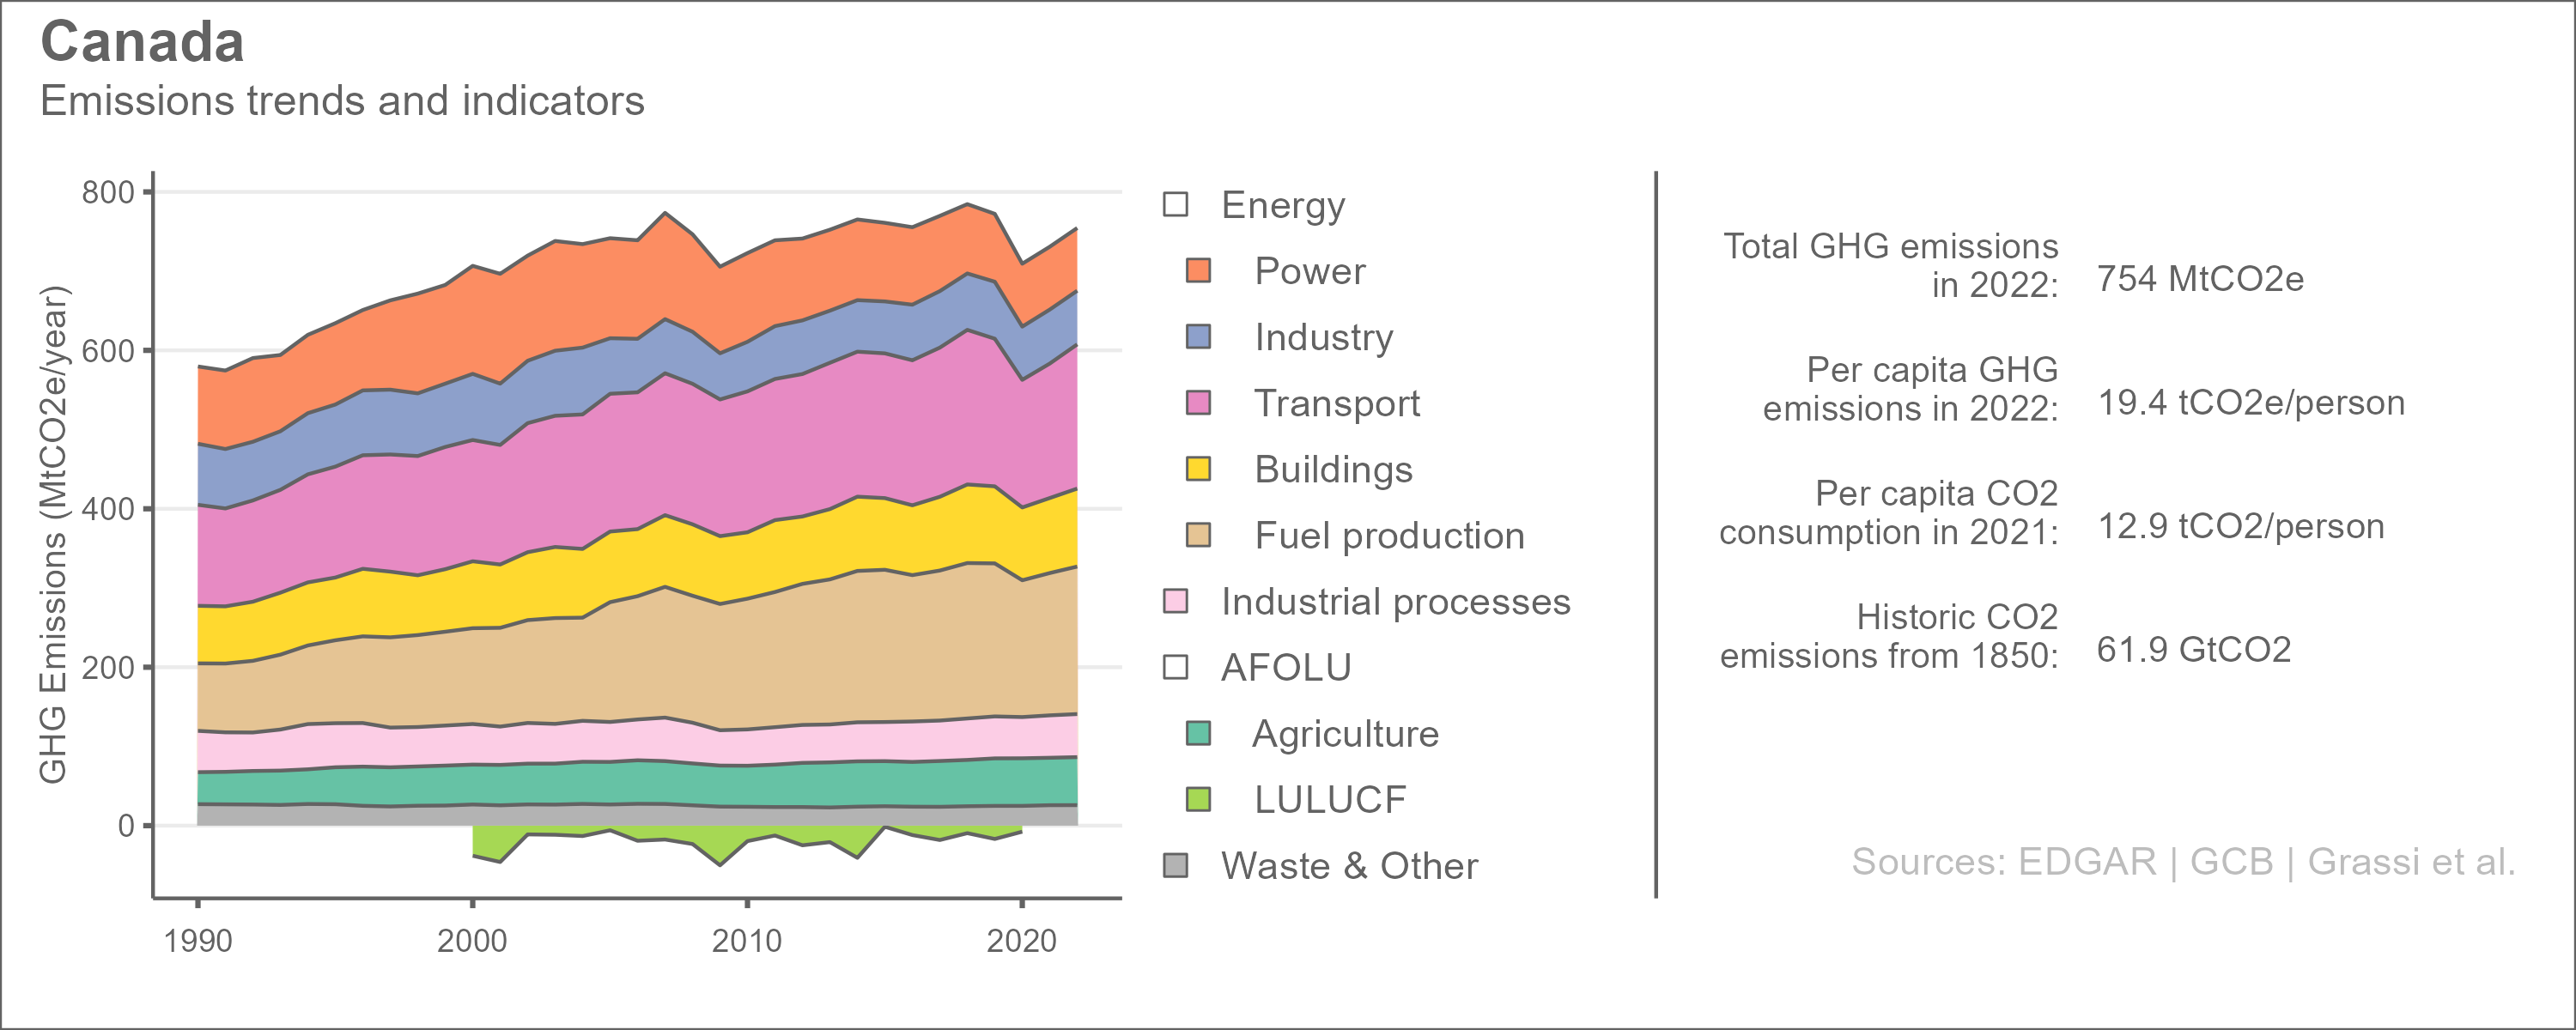 Canada
Emissions trends and indicators
GHG Emissions (MtCO2e/year)
800
600
400
200
0
1990
2000
2010
2020
Energy
Power
Industry
Transport
Buildings
Fuel production
Industrial processes
AFOLU
Agriculture
LULUCF
Waste & Other
Total GHG emissions
in 2022: 754 MtCO2e
Per capita GHG
emissions in 2022: 19.4 tCO2e/person
Per capita CO2
consumption in 2021: 12.9 tCO2/person
Historic CO2
emissions from 1850: 61.9 GtCO2
Sources: EDGAR | GCB | Grassi et al.